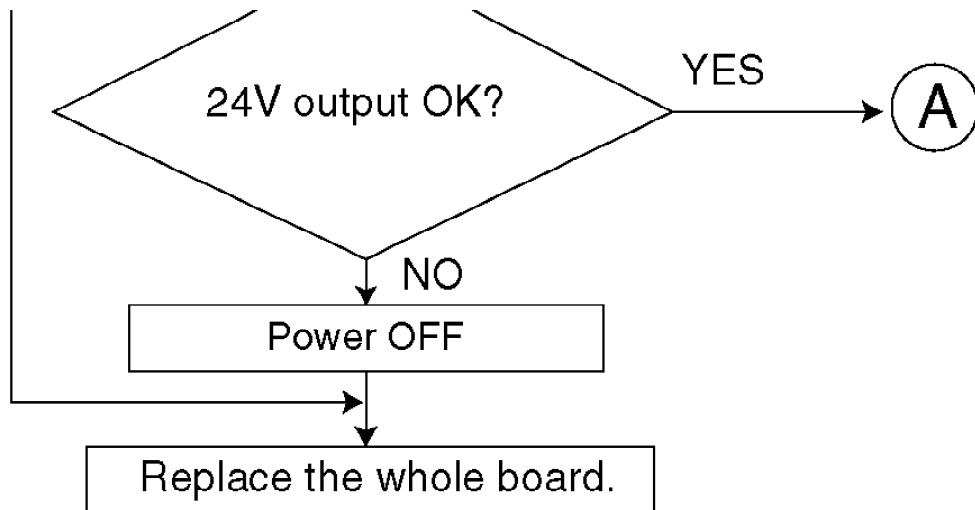 24V output OK?
YES
A
NO
Power OFF
Replace the whole board.